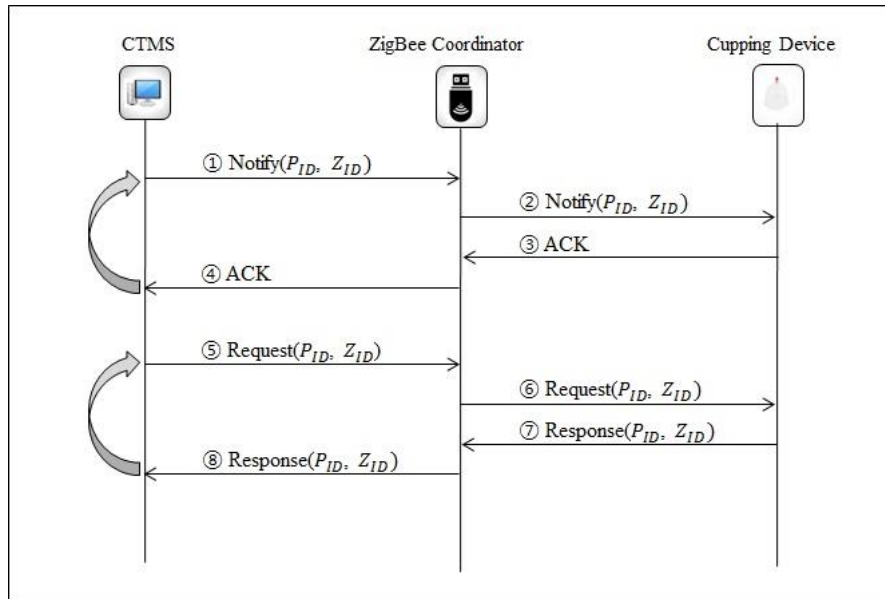 CTMS
ZigBee Coordinator
Cupping Device
① Notify(P_ID, Z_ID)
② Notify(P_ID, Z_ID)
③ ACK
④ ACK
⑤ Request(P_ID, Z_ID)
⑥ Request(P_ID, Z_ID)
⑦ Response(P_ID, Z_ID)
⑧ Response(P_ID, Z_ID)